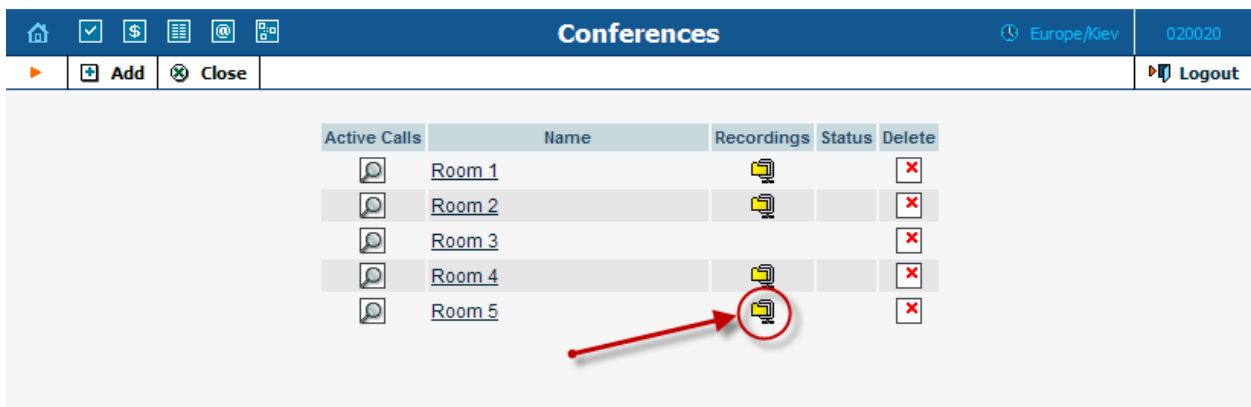 Conferences Europe/Kiev 020020
Add Close Logout
Active Calls Name Recordings Status Delete
Room 1
Room 2
Room 3
Room 4
Room 5